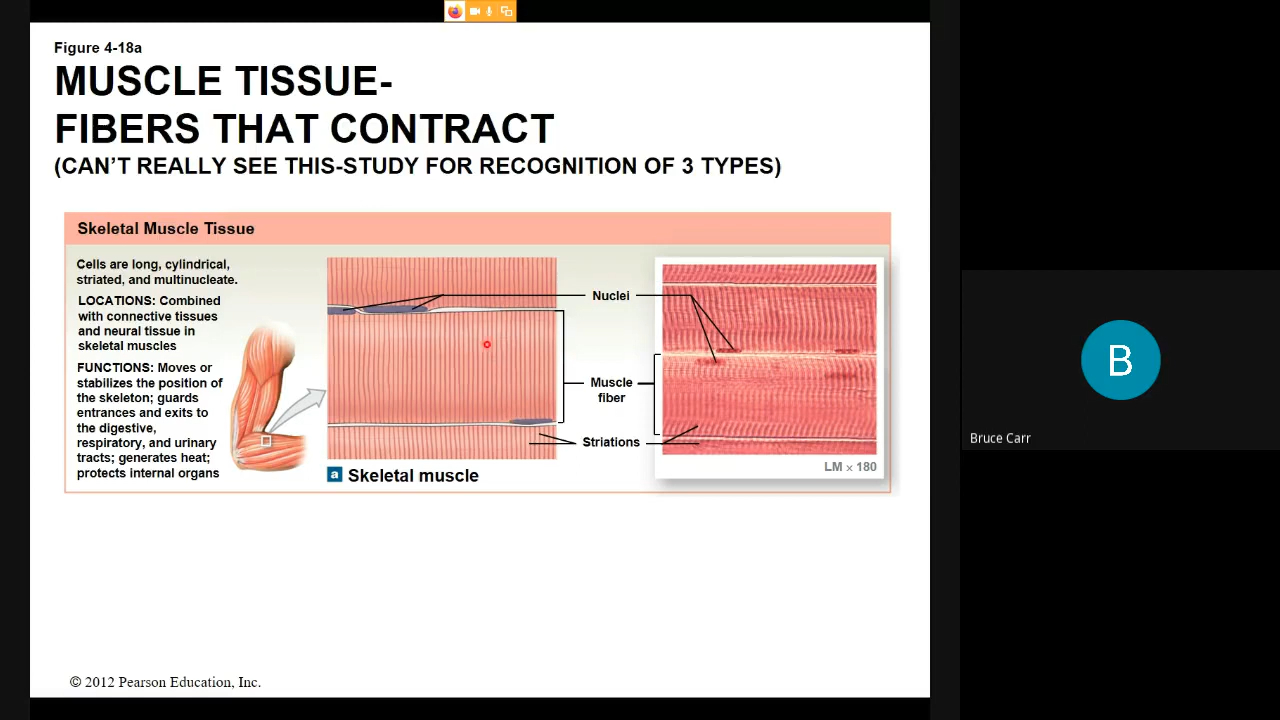 Figure 4-18a
MUSCLE TISSUE-
FIBERS THAT CONTRACT
(CAN'T REALLY SEE THIS-STUDY FOR RECOGNITION OF 3 TYPES)
Skeletal Muscle Tissue
Cells are long, cylindrical,
striated, and multinucleate.
LOCATIONS: Combined
with connective tissues
and neural tissue in
skeletal muscles
FUNCTIONS: Moves or
stabilizes the position of
the skeleton; guards
entrances and exits to
the digestive,
respiratory, and urinary
tracts; generates heat;
protects internal organs
Nuclei
Muscle
fiber
Striations
a Skeletal muscle
LM × 180
© 2012 Pearson Education, Inc.
B
Bruce Carr